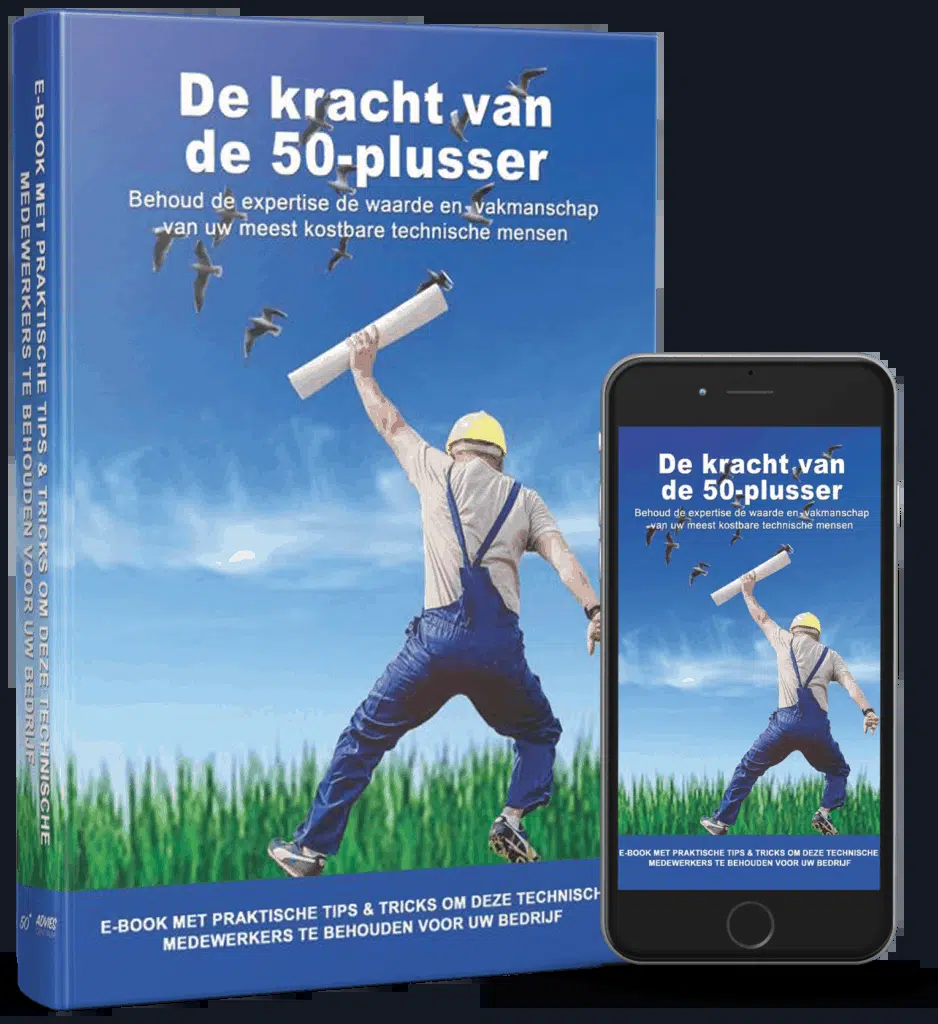 De kracht van
de 50-plusser
Behoud de expertise de waarde en vakmanschap
van uw meest kostbare technische mensen
E-BOOK MET PRAKTISCHE TIPS & TRICKS OM DEZE TECHNISCH
MEDEWERKERS TE BEHOUDEN VOOR UW BEDRIJF
E-BOOK MET PRAKTISCHE TIPS & TRICKS OM DEZE TECHNISCHE
MEDEWERKERS TE BEHOUDEN VOOR UW BEDRIJF
50+ ADVIES
De kracht van
de 50-plusser
Behoud de expertise de waarde en vakmanschap
van uw meest kostbare technische mensen
E-BOOK MET PRAKTISCHE TIPS & TRICKS OM DEZE TECHNISCHE
MEDEWERKERS TE BEHOUDEN VOOR UW BEDRIJF